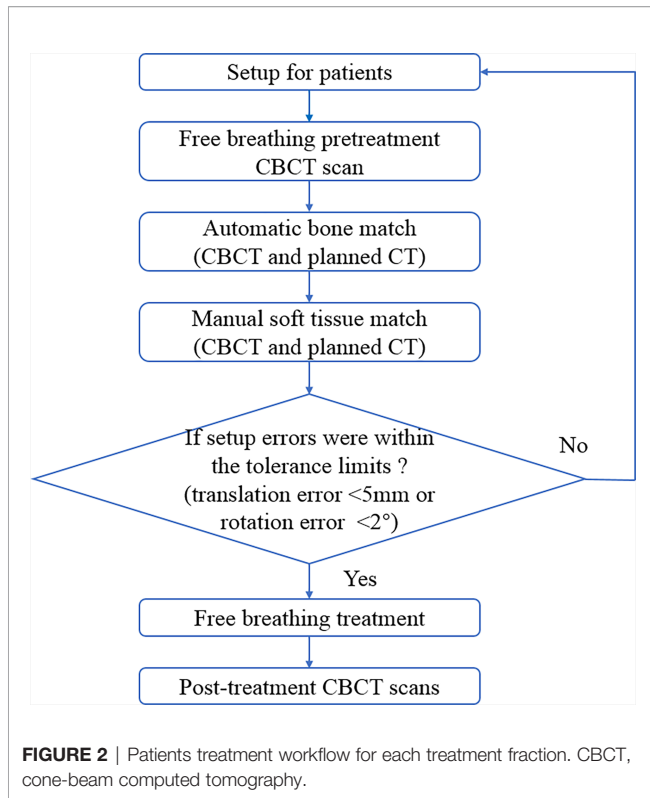 Setup for patients
Free breathing pretreatment
CBCT scan
Automatic bone match
(CBCT and planned CT)
Manual soft tissue match
(CBCT and planned CT)
If setup errors were within
the tolerance limits ?
(translation error <5mm or
rotation error <2°)
No
Yes
Free breathing treatment
Post-treatment CBCT scans
FIGURE 2 | Patients treatment workflow for each treatment fraction. CBCT,
cone-beam computed tomography.